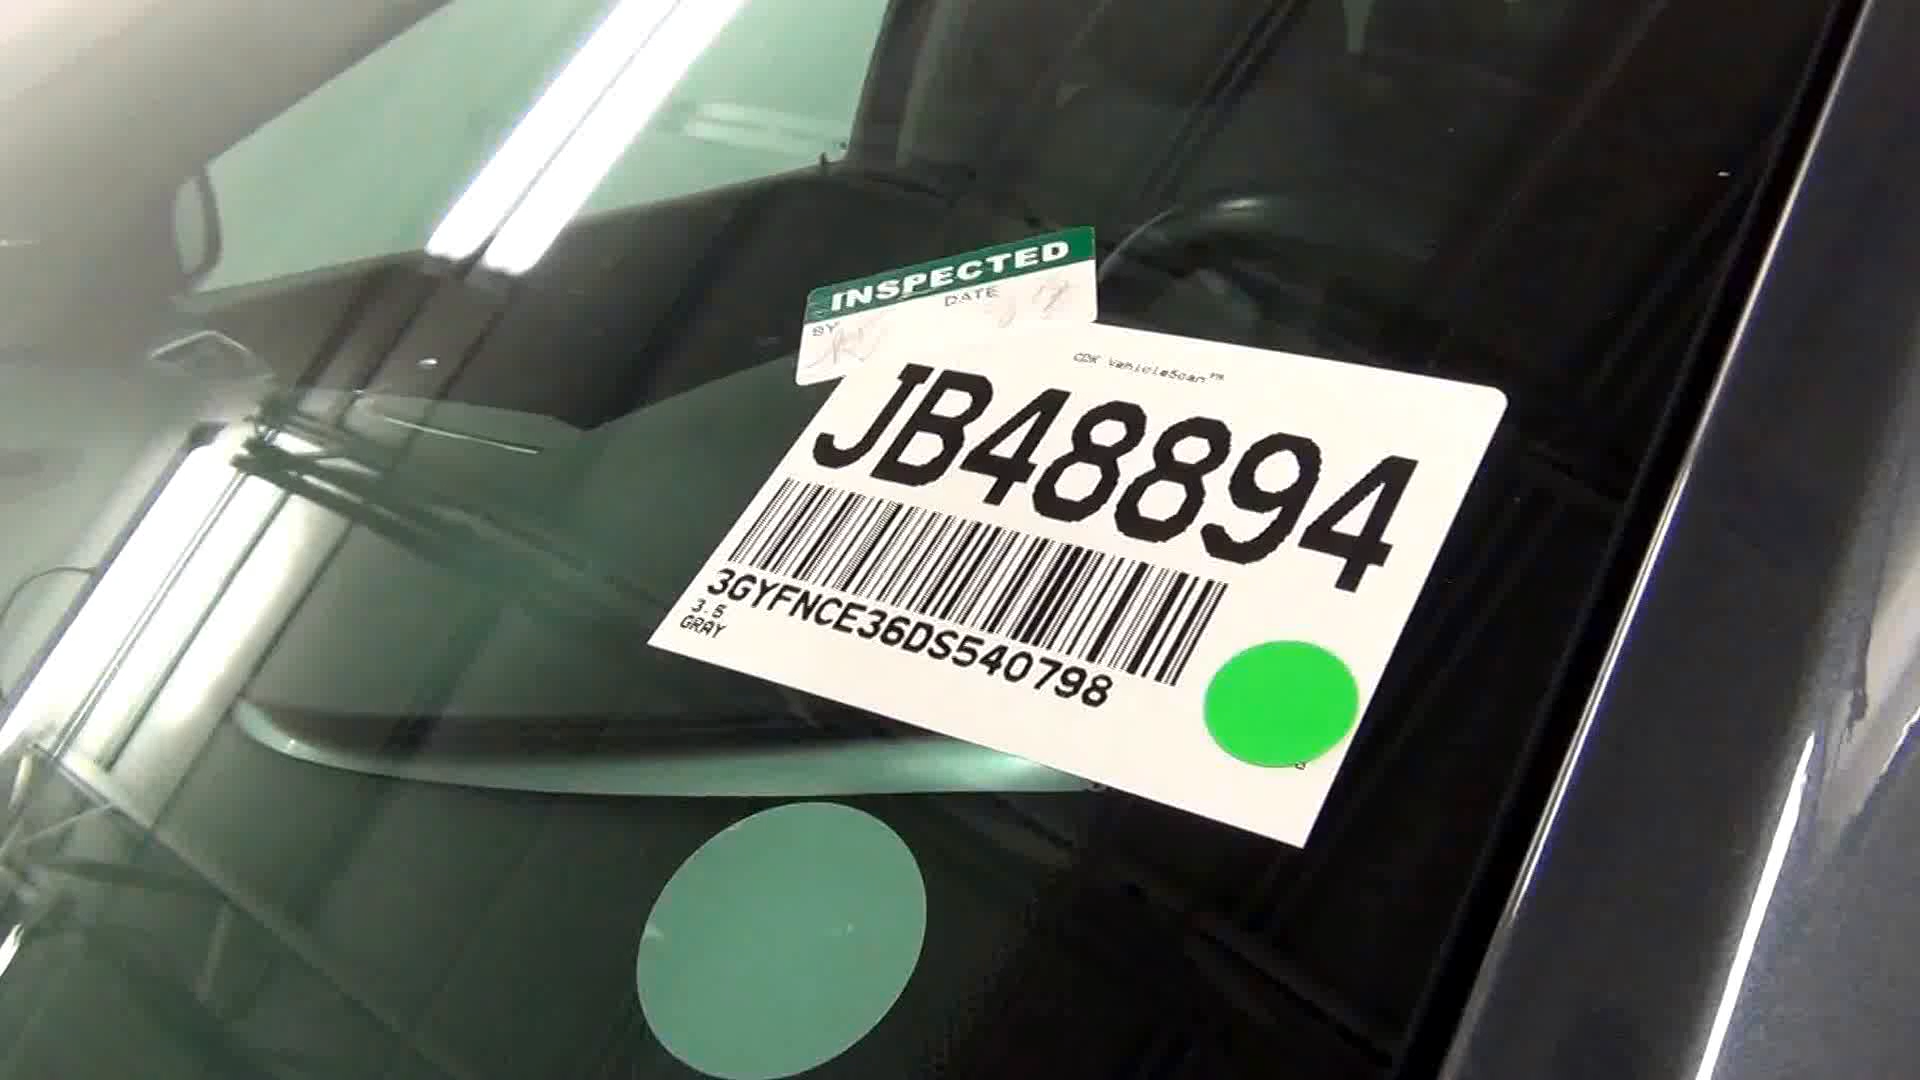 INSPECTED
BY DATE
CDK VehicleScan™
JB48894
3GYFNCE36DS540798
3.6
GRAY